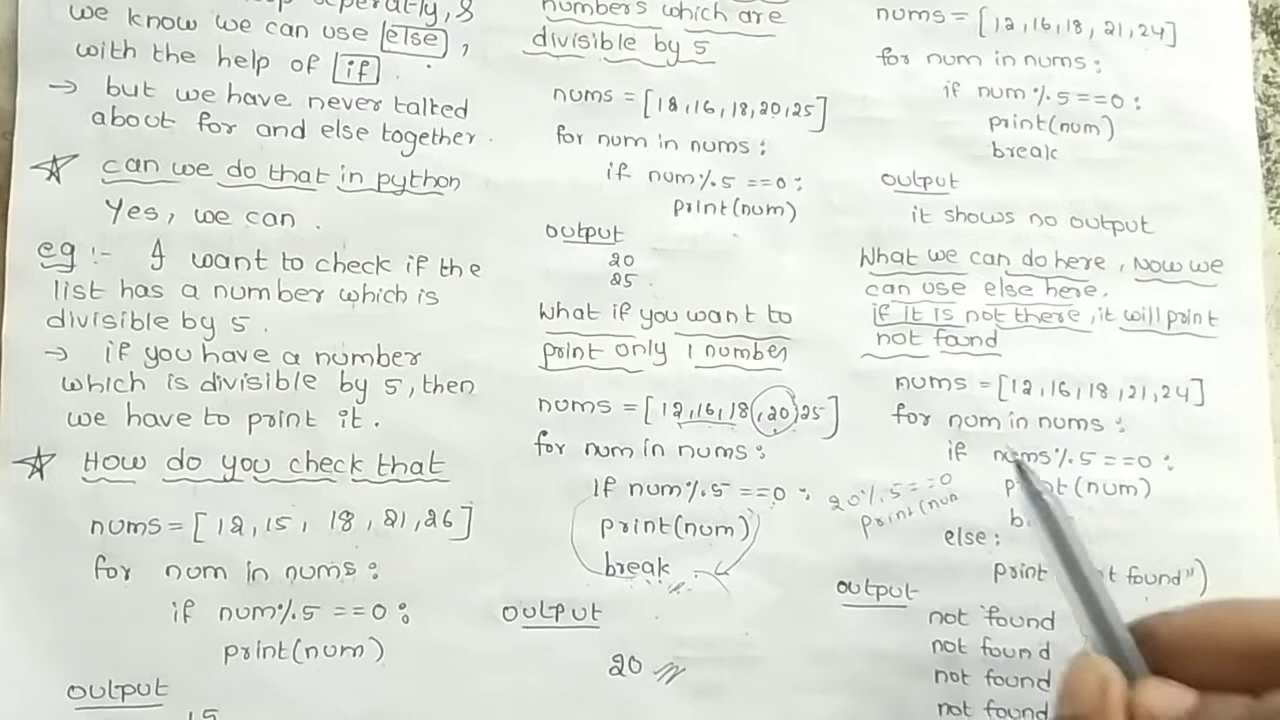 we know we can use else,
with the help of if.
→ but we have never talked
about for and else together.
☆ can we do that in python
Yes, we can.
eg :- I want to check if the
list has a number which is
divisible by 5.
→ if you have a number
which is divisible by 5, then
we have to print it.
☆ How do you check that
nums = [12, 15, 18, 21, 26]
for num in nums:
if num%5 ==0:
print(num)
output
15
numbers which are
divisible by 5
nums = [18,16,18,20,25]
for num in nums:
if num%5 ==0:
print(num)
output
20
25
What if you want to
print only 1 number
nums = [12,16,18,20,25]
for num in nums:
If num%5 ==0:
print(num)
break
20%5==0
print(num
output
20
nums = [12,16,18,21,24]
for num in nums:
if num%5==0:
print(num)
break
output
it shows no output
What we can do here, Now we
can use else here.
if it is not there, it will print
not found
nums = [12,16,18,21,24]
for num in nums:
if nums%5==0:
(num)
else:
print found")
output
not found
not found
not found
not found